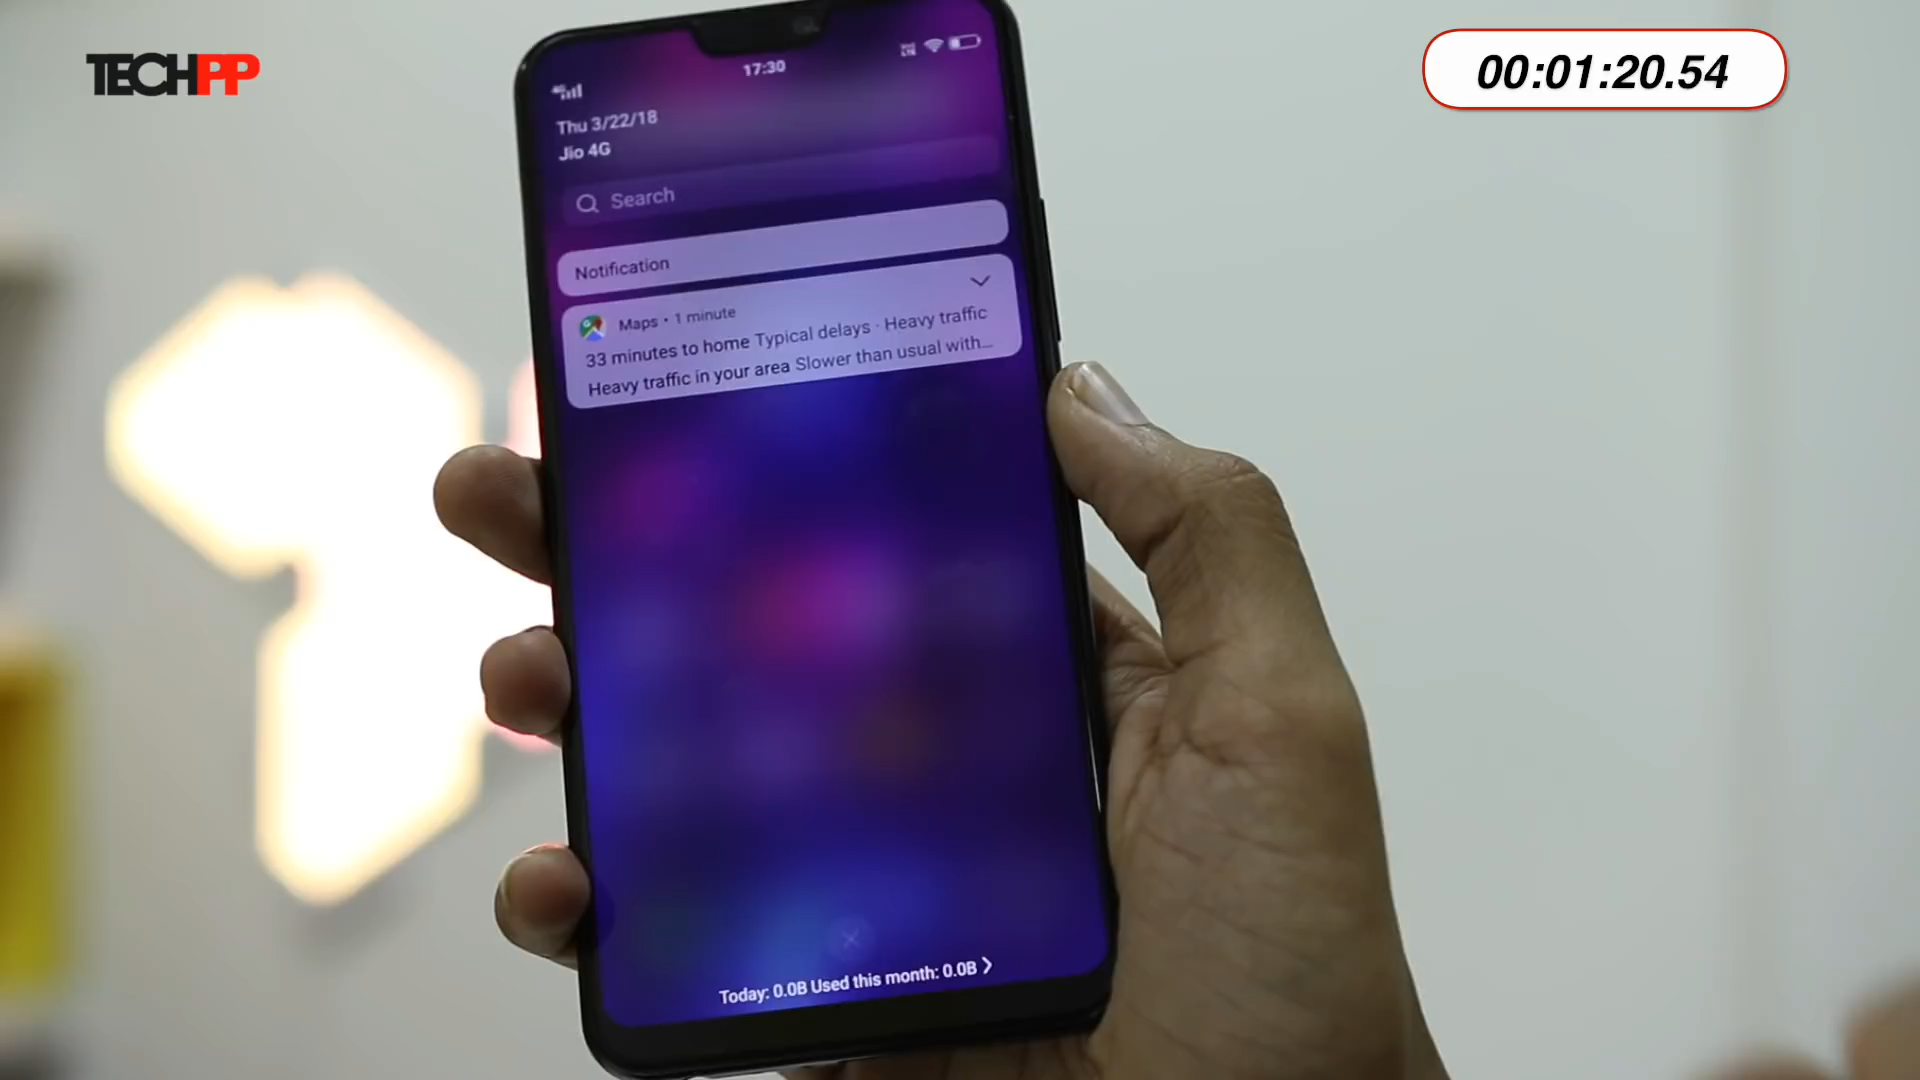 TECHPP
00:01:20.54
17:30
4G
Thu 3/22/18
Jio 4G
Search
Notification
Maps • 1 minute
33 minutes to home Typical delays · Heavy traffic
Heavy traffic in your area Slower than usual with...
Today: 0.0B Used this month: 0.0B